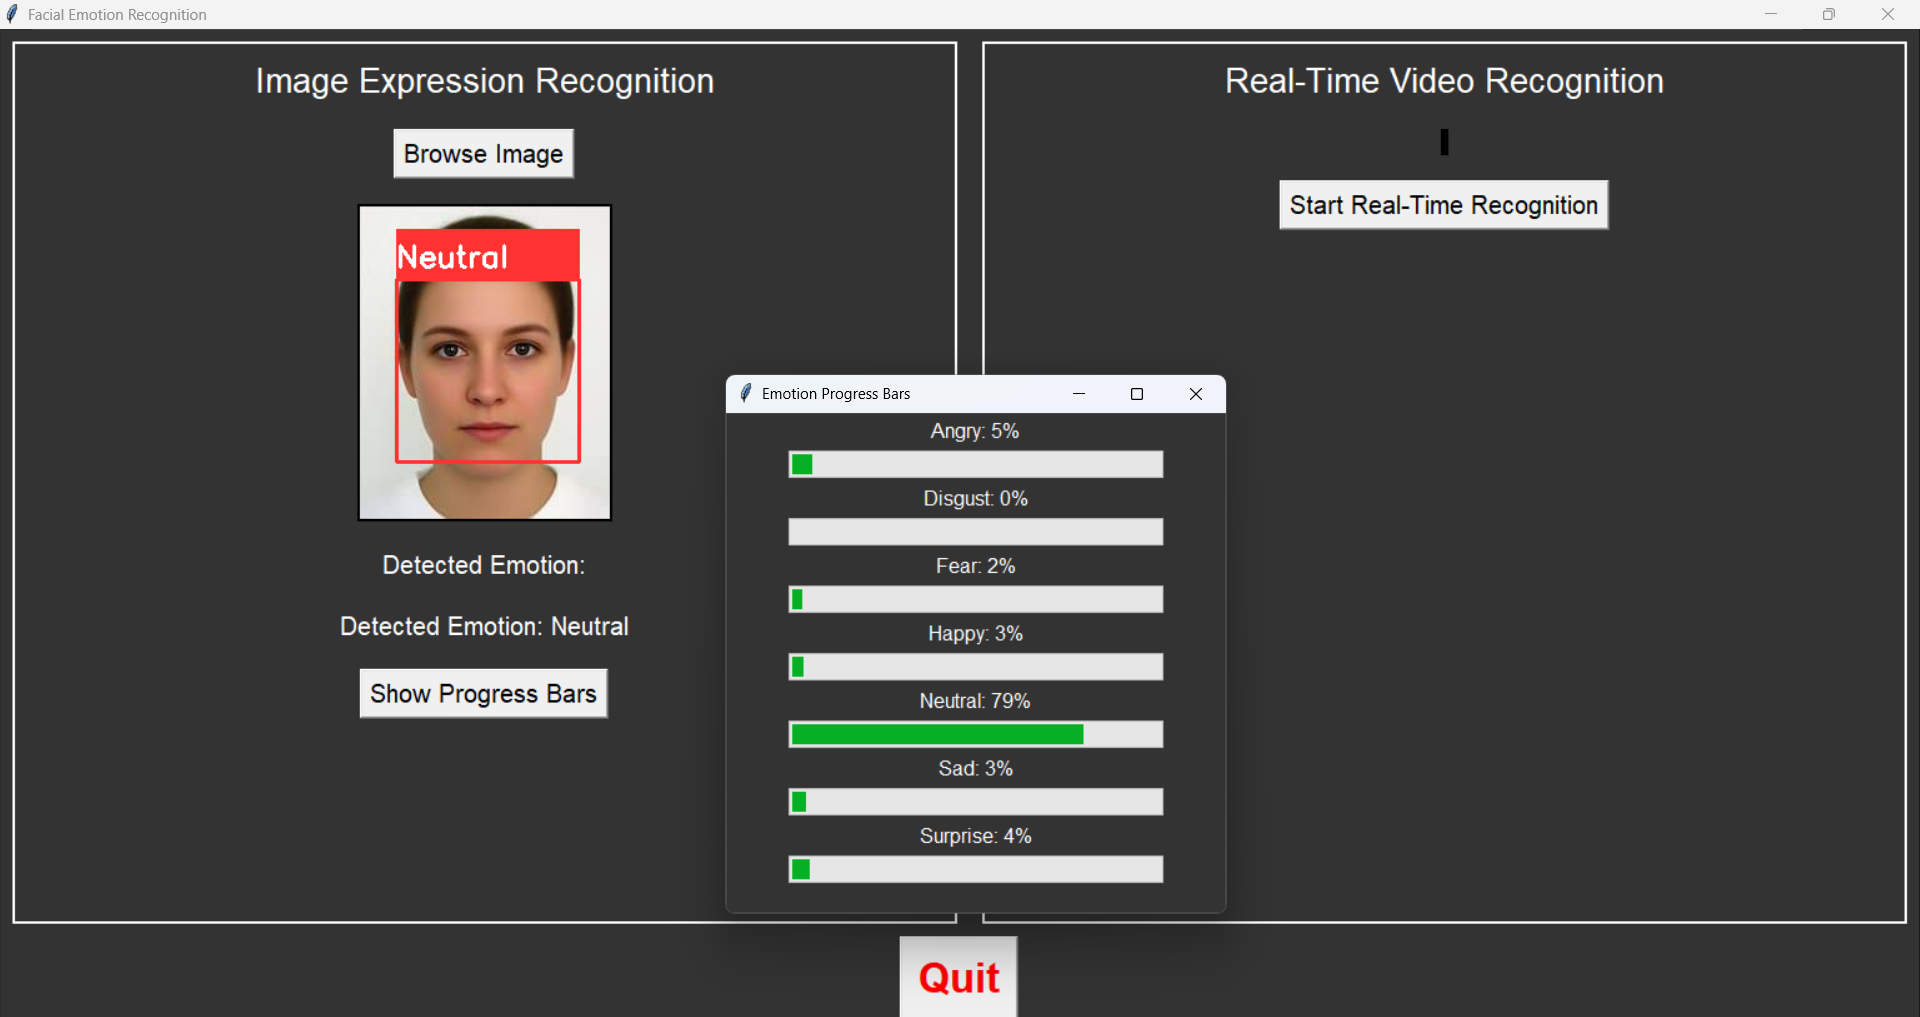 Facial Emotion Recognition
Image Expression Recognition
Browse Image
Neutral
Detected Emotion:
Detected Emotion: Neutral
Show Progress Bars
Real-Time Video Recognition
Start Real-Time Recognition
Emotion Progress Bars
Angry: 5%
Disgust: 0%
Fear: 2%
Happy: 3%
Neutral: 79%
Sad: 3%
Surprise: 4%
Quit